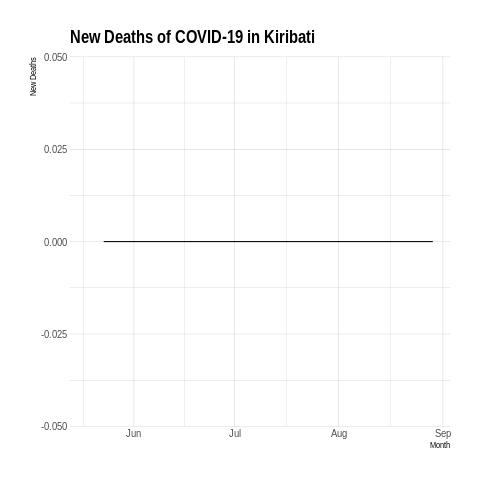 New Deaths of COVID-19 in Kiribati
New Deaths
0.050
0.025
0.000
-0.025
-0.050
Jun Jul Aug Sep
Month